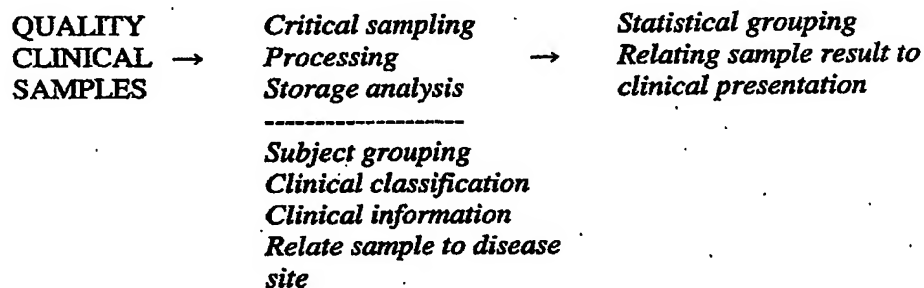 QUALITY
CLINICAL →
SAMPLES
Critical sampling
Processing →
Storage analysis
--------------------
Subject grouping
Clinical classification
Clinical information
Relate sample to disease
site
Statistical grouping
Relating sample result to
clinical presentation